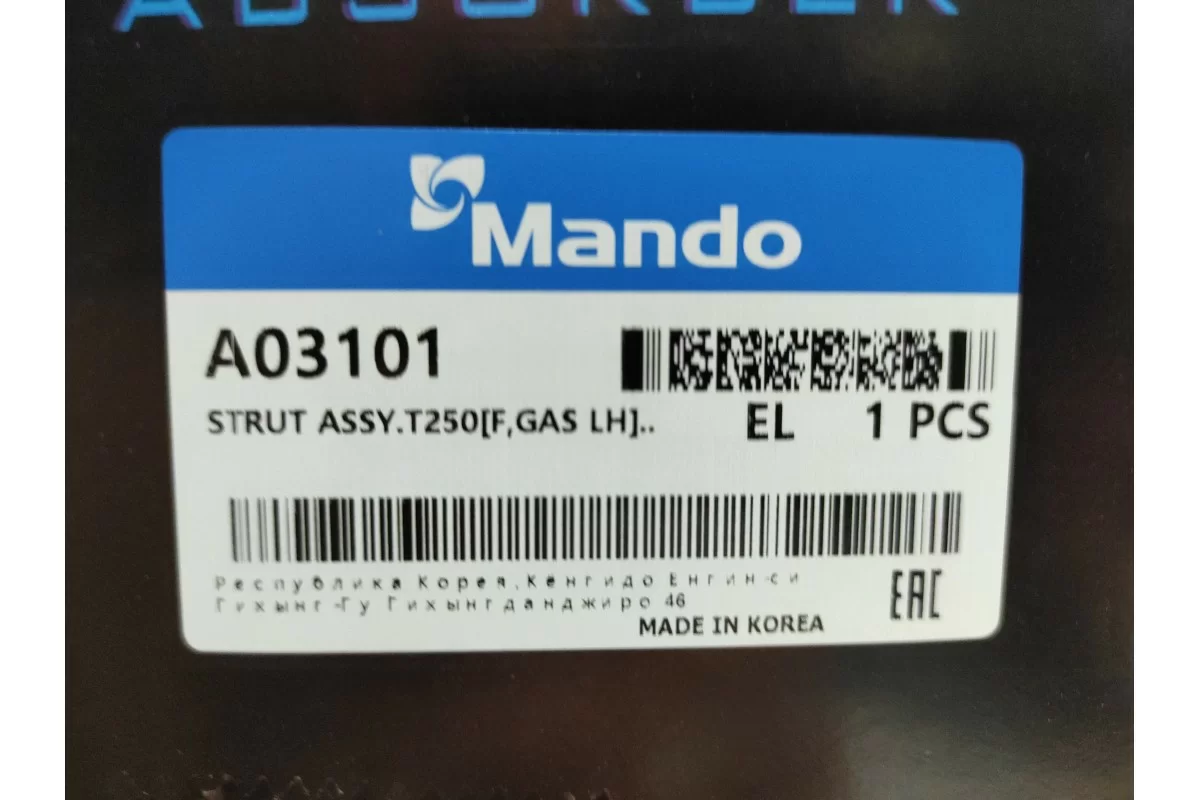 ABSORBER
Mando
A03101
STRUT ASSY.T250[F,GAS LH]..
EL 1 PCS
Республика Корея,Кёнгидо Енгин-си
Гихынг-Гу Гихынгданджиро 46
MADE IN KOREA
EAC